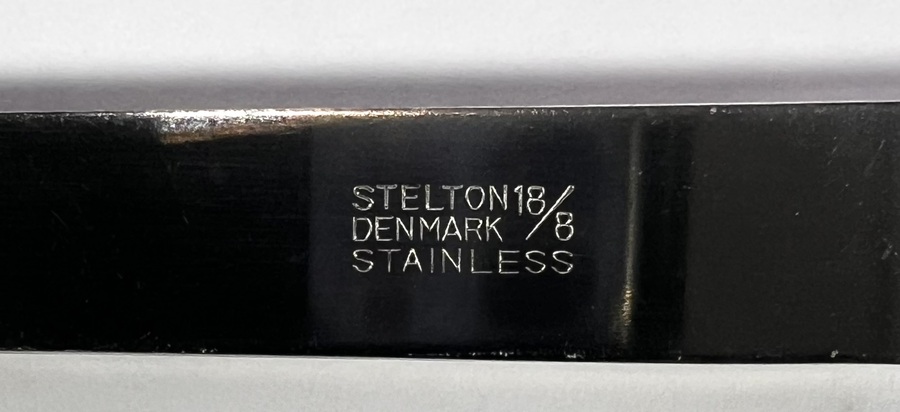 STELTON 18/8
DENMARK
STAINLESS